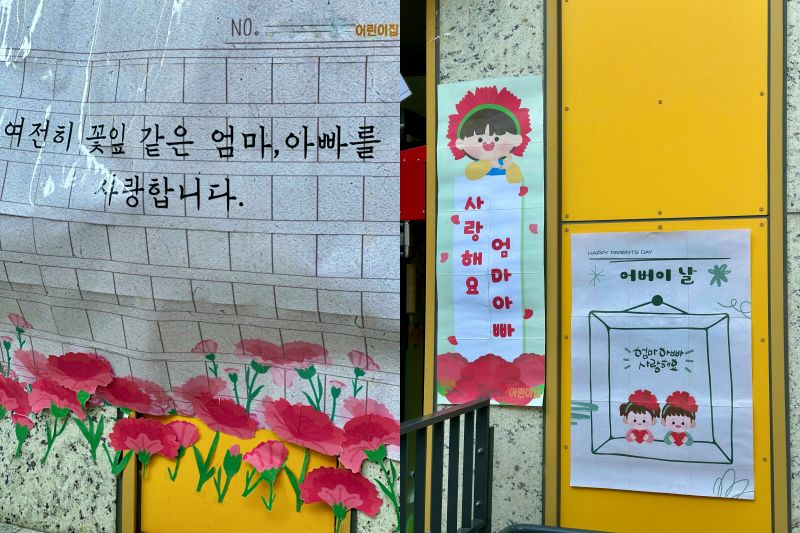 NO.
어린이집
여전히 꽃잎 같은 엄마, 아빠를
사랑합니다.
사랑해요
엄마아빠
어린이집
HAPPY PARENTS DAY
어버이 날
엄마아빠
사랑해요